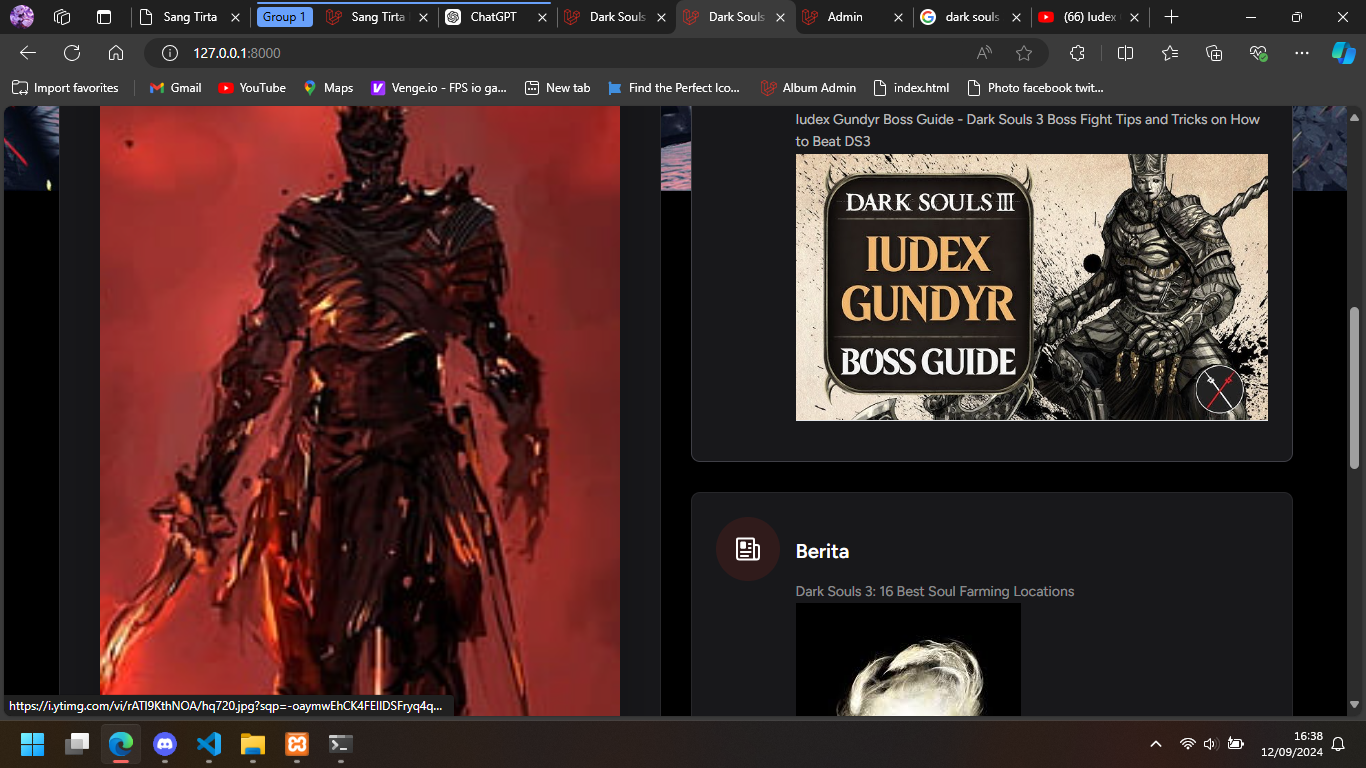 Sang Tirta
Group 1
Sang Tirta
ChatGPT
Dark Souls
Dark Souls
Admin
dark souls
(66) Iudex
127.0.0.1:8000
Import favorites
Gmail
YouTube
Maps
Venge.io - FPS io ga...
New tab
Find the Perfect Ico...
Album Admin
index.html
Photo facebook twit...
Iudex Gundyr Boss Guide - Dark Souls 3 Boss Fight Tips and Tricks on How
to Beat DS3
DARK SOULS III
IUDEX
GUNDYR
BOSS GUIDE
Berita
Dark Souls 3: 16 Best Soul Farming Locations
https://i.ytimg.com/vi/rATl9KthNOA/hq720.jpg?sqp=-oaymwEhCK4FEIIDSFryq4q...
16:38
12/09/2024